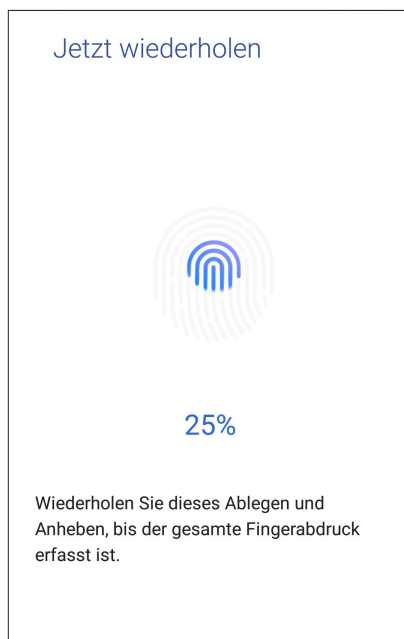 Jetzt wiederholen
25%
Wiederholen Sie dieses Ablegen und
Anheben, bis der gesamte Fingerabdruck
erfasst ist.